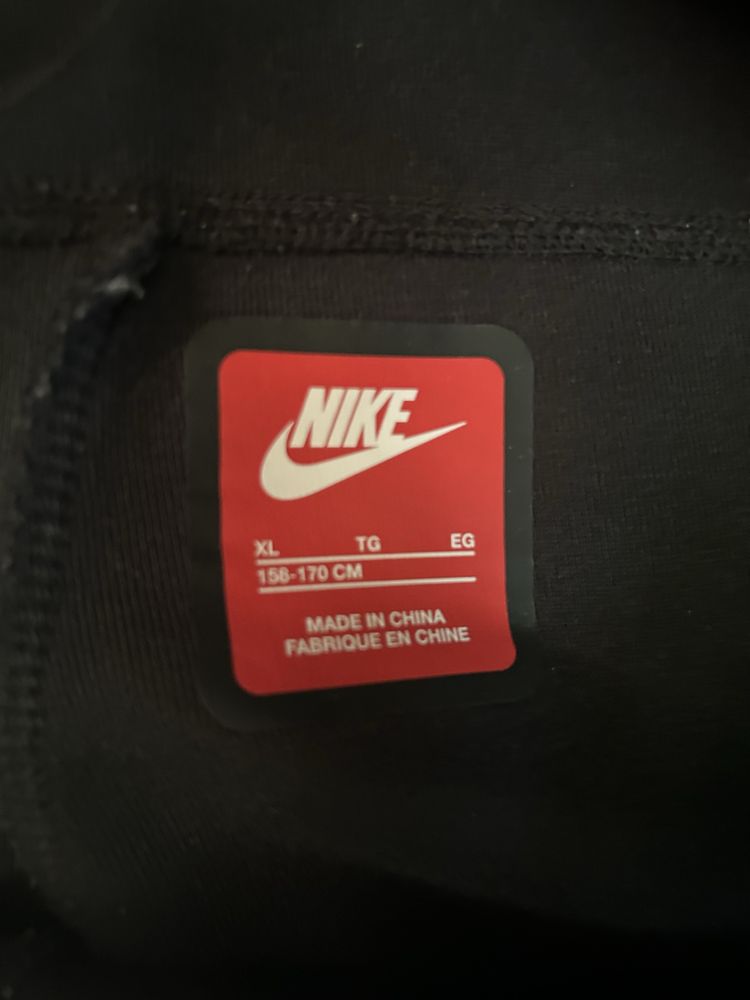 NIKE
XL TG EG
158-170 CM
MADE IN CHINA
FABRIQUE EN CHINE